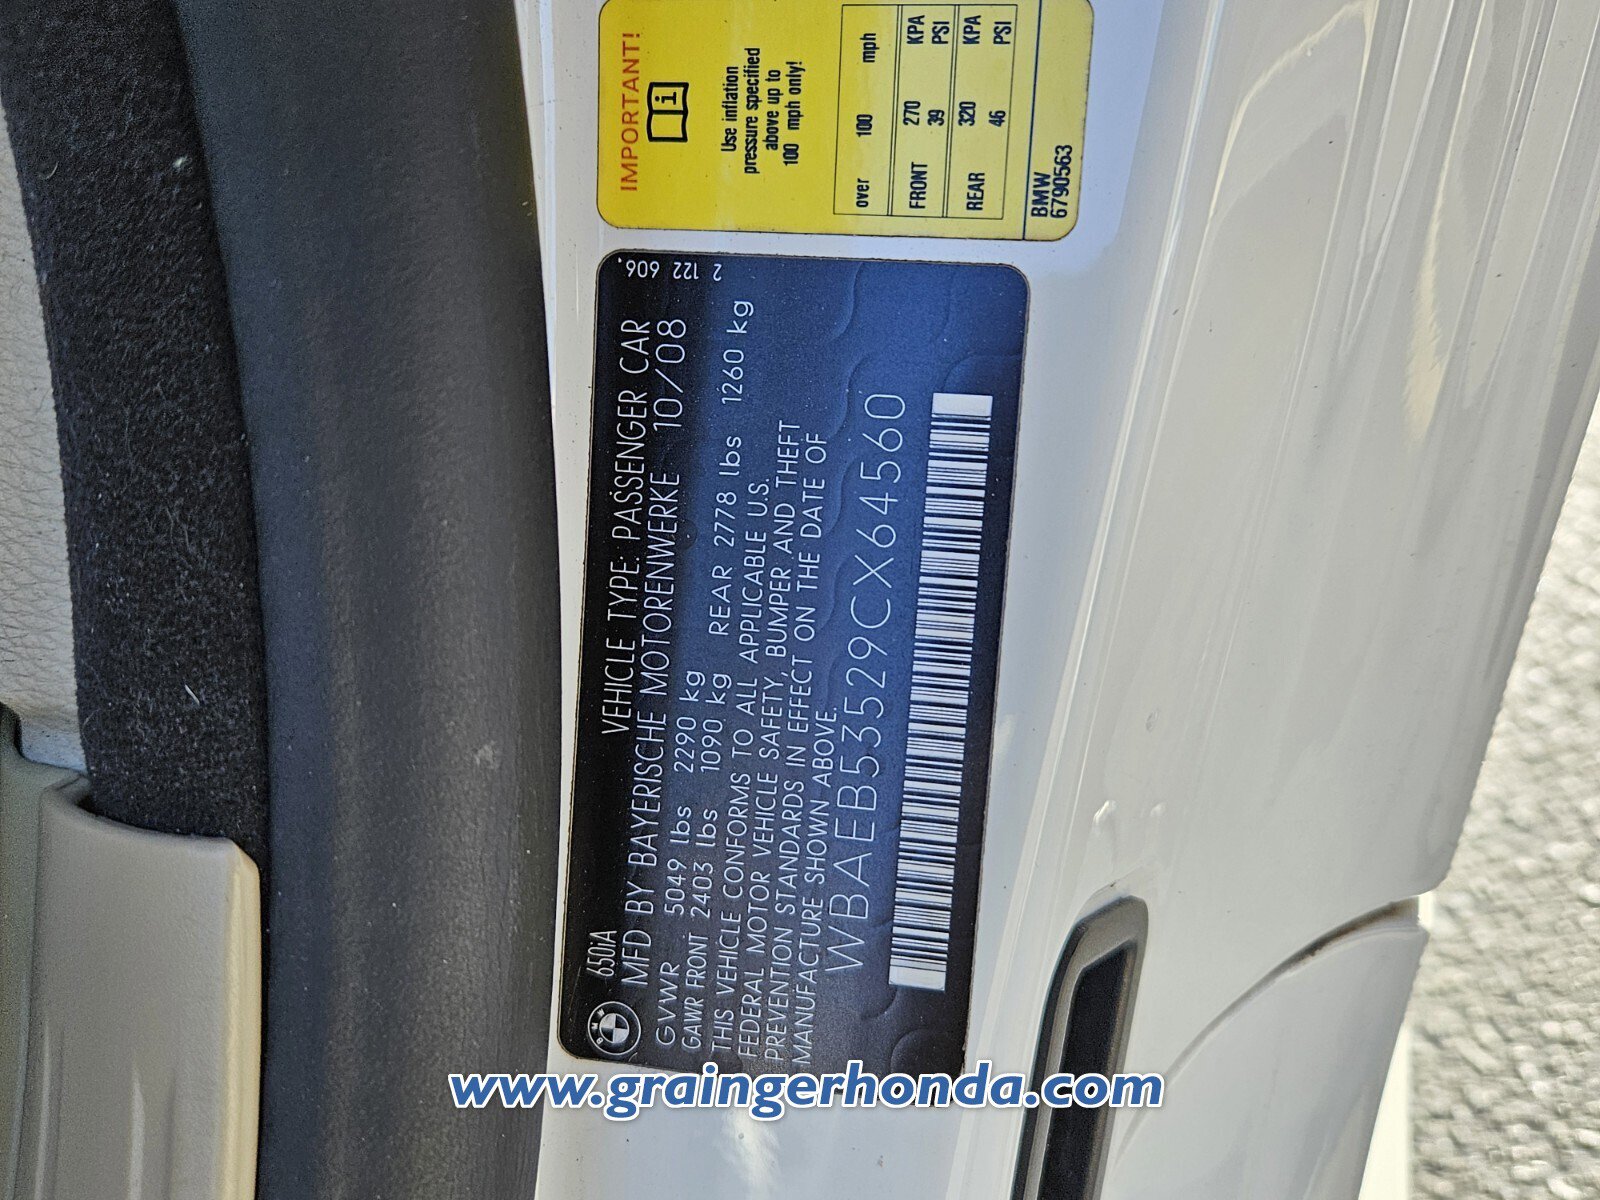 IMPORTANT!
i
Use inflation
pressure specified
above up to
100 mph only!
over 100 mph
FRONT 270 KPA
39 PSI
REAR 320 KPA
46 PSI
BMW
6790563
2 122 606.
650iA VEHICLE TYPE: PASSENGER CAR
MFD BY BAYERISCHE MOTORENWERKE 10/08
GVWR 5049 lbs 2290 kg
GAWR FRONT 2403 lbs 1090 kg REAR 2778 lbs 1260 kg
THIS VEHICLE CONFORMS TO ALL APPLICABLE U.S.
FEDERAL MOTOR VEHICLE SAFETY, BUMPER AND THEFT
PREVENTION STANDARDS IN EFFECT ON THE DATE OF
MANUFACTURE SHOWN ABOVE.
WBAEB53529CX64560
www.graingerhonda.com